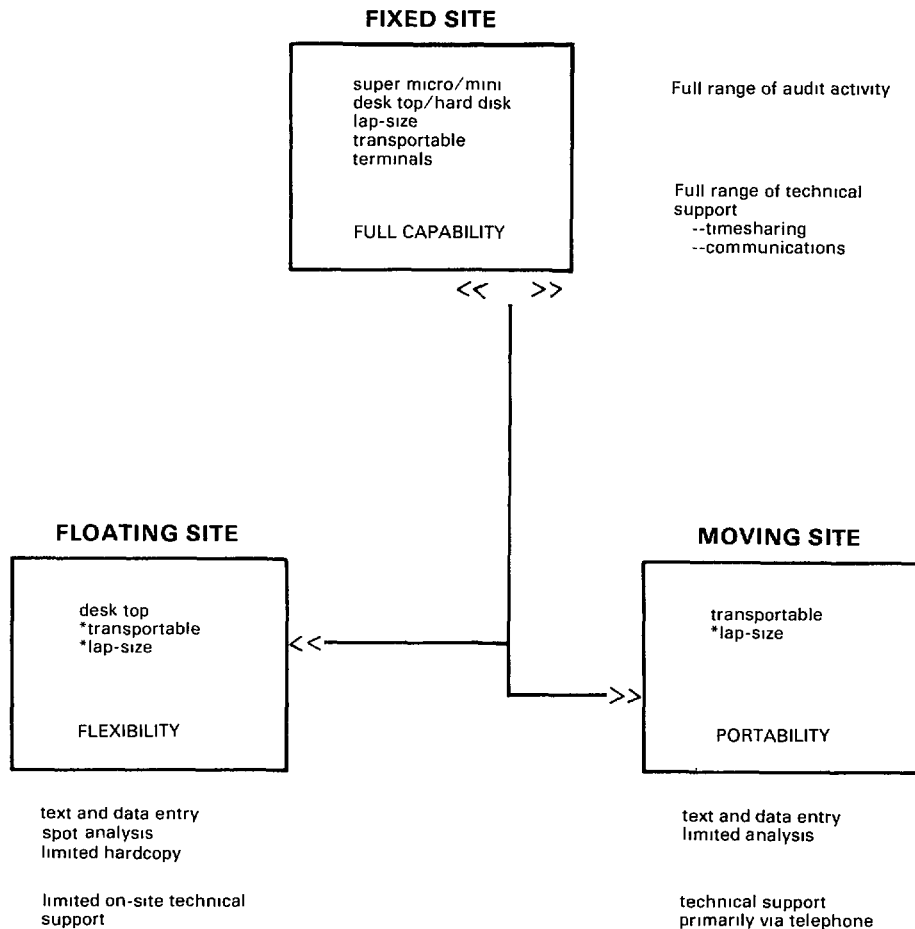 FIXED SITE
super micro/mini
desk top/hard disk
lap-size
transportable
terminals
FULL CAPABILITY
Full range of audit activity
Full range of technical
support
--timesharing
--communications
<< >>
FLOATING SITE
desk top
*transportable
*lap-size
FLEXIBILITY
<<
text and data entry
spot analysis
limited hardcopy
limited on-site technical
support
MOVING SITE
transportable
*lap-size
PORTABILITY
>>
text and data entry
limited analysis
technical support
primarily via telephone